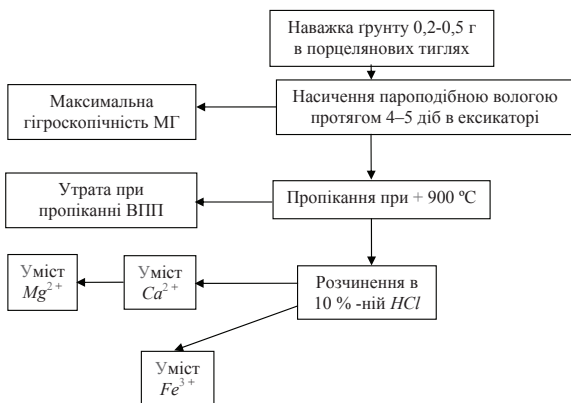 Наважка ґрунту 0,2-0,5 г
в порцелянових тиглях
Максимальна
гігроскопічність МГ
Насичення пароподібною вологою
протягом 4–5 діб в ексикаторі
Утрата при
пропіканні ВПП
Пропікання при + 900 ºС
Уміст
Mg²⁺
Уміст
Ca²⁺
Розчинення в
10 % -ній HCl
Уміст
Fe³⁺